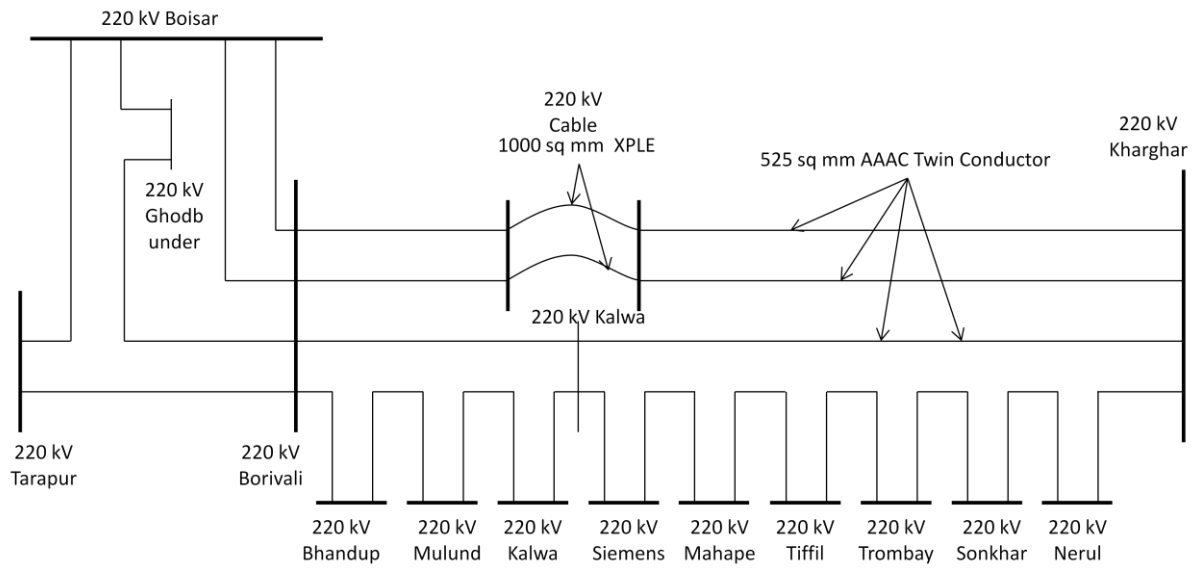 220 kV Boisar
220 kV
Cable
1000 sq mm XPLE
220 kV
Kharghar
525 sq mm AAAC Twin Conductor
220 kV
Ghodb
under
220 kV Kalwa
220 kV
Tarapur
220 kV
Borivali
220 kV
Bhandup
220 kV
Mulund
220 kV
Kalwa
220 kV
Siemens
220 kV
Mahape
220 kV
Tiffil
220 kV
Trombay
220 kV
Sonkhar
220 kV
Nerul